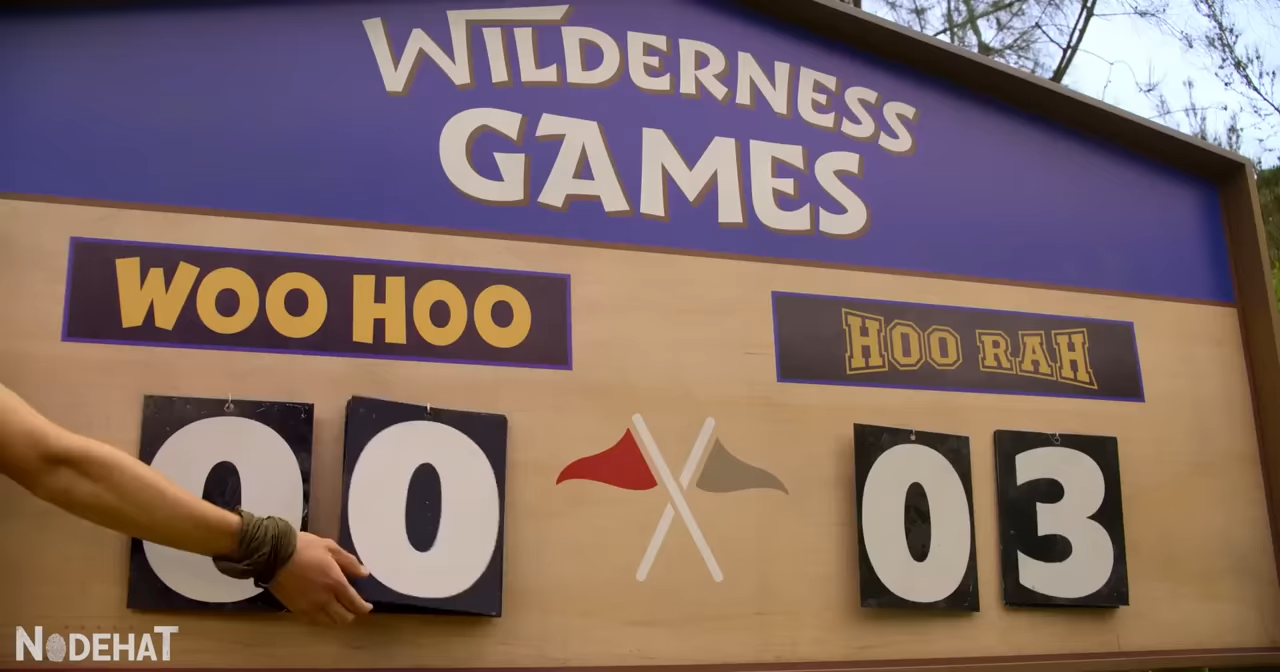 WILDERNESS
GAMES
WOO HOO
HOO RAH
00
03
NODEHAT